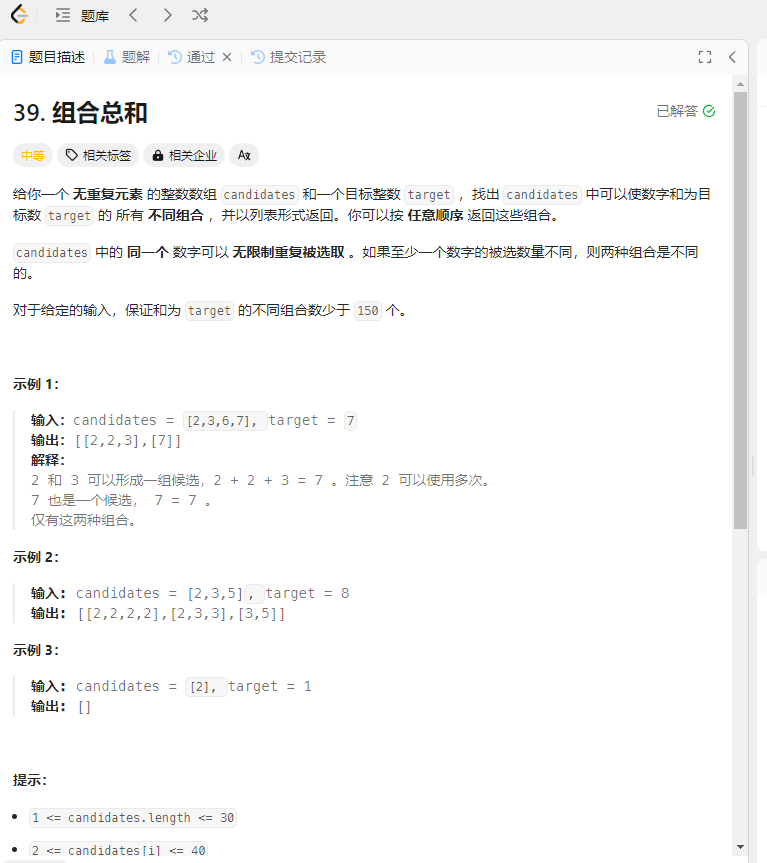 题库
题目描述 题解 通过 提交记录
39. 组合总和 已解答
中等 相关标签 相关企业 Aあ
给你一个 无重复元素 的整数数组 candidates 和一个目标整数 target ，找出 candidates 中可以使数字和为目
标数 target 的 所有 不同组合 ，并以列表形式返回。你可以按 任意顺序 返回这些组合。
candidates 中的 同一个 数字可以 无限制重复被选取 。如果至少一个数字的被选数量不同，则两种组合是不同
的。
对于给定的输入，保证和为 target 的不同组合数少于 150 个。
示例 1：
输入：candidates = [2,3,6,7], target = 7
输出：[[2,2,3],[7]]
解释：
2 和 3 可以形成一组候选，2 + 2 + 3 = 7 。注意 2 可以使用多次。
7 也是一个候选， 7 = 7 。
仅有这两种组合。
示例 2：
输入：candidates = [2,3,5], target = 8
输出：[[2,2,2,2],[2,3,3],[3,5]]
示例 3：
输入：candidates = [2], target = 1
输出：[]
提示：
1 <= candidates.length <= 30
2 <= candidates[i] <= 40